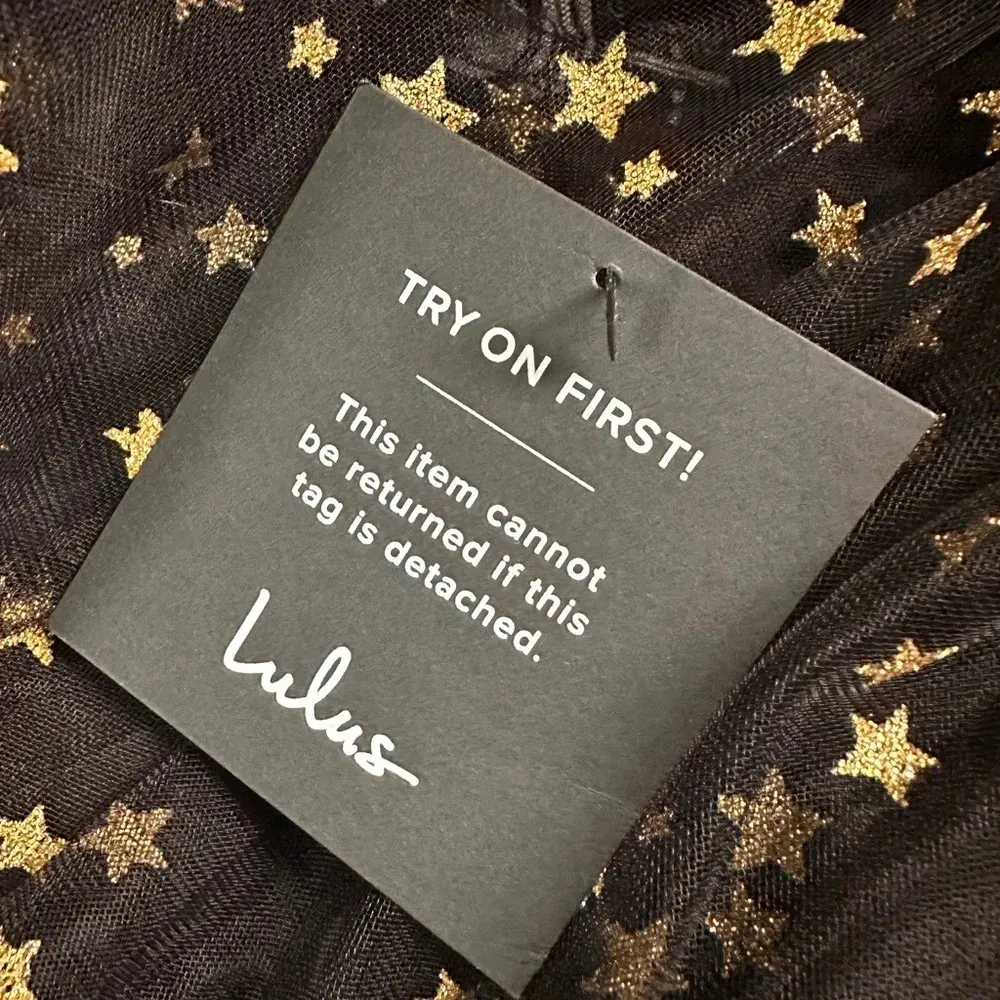 TRY ON FIRST!
This item cannot
be returned if this
tag is detached.
Lulus